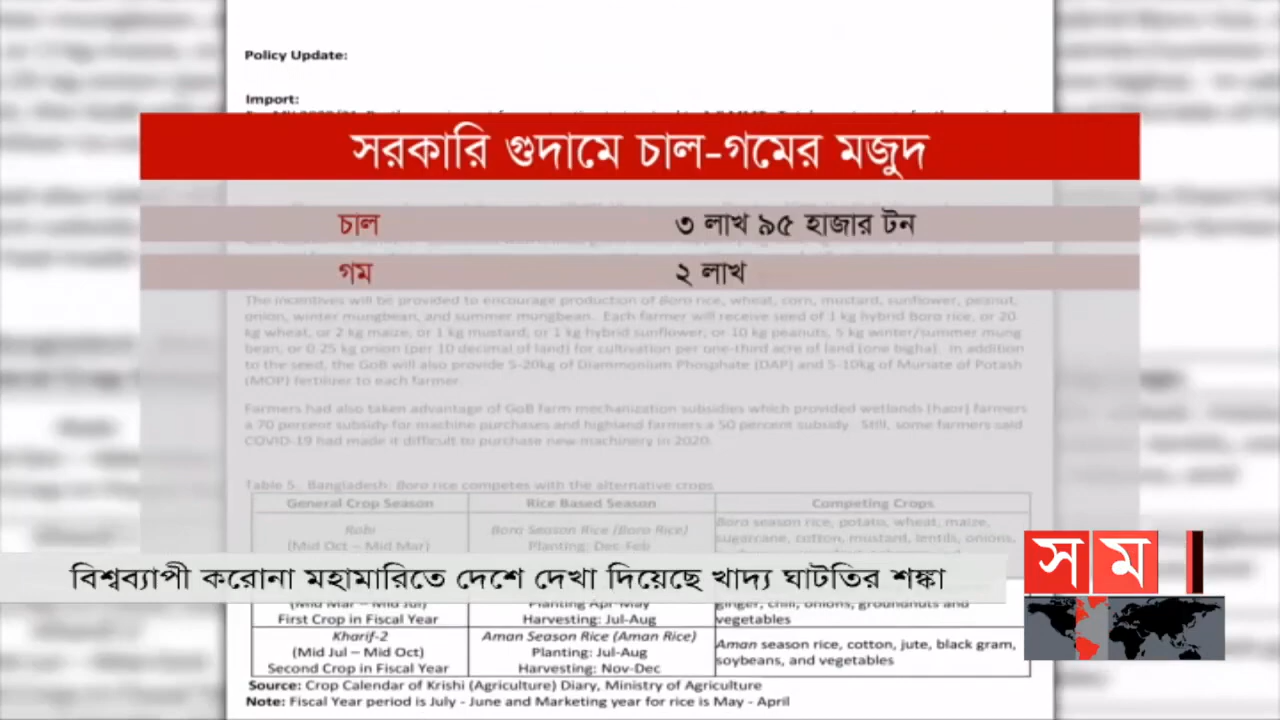 Policy Update:
Import:
সরকারি গুদামে চাল-গমের মজুদ
চাল ৩ লাখ ৯৫ হাজার টন
গম ২ লাখ
The incentives will be provided to encourage production of Boro rice, wheat, corn, mustard, sunflower, peanut,
onion, winter mungbean, and summer mungbean. Each farmer will receive seed of 1 kg hybrid Boro rice, or 20
kg wheat, or 2 kg maize, or 1 kg mustard, or 1 kg hybrid sunflower, or 10 kg peanuts, 5 kg winter/summer mung
bean, or 0.25 kg onion (per 10 decimal of land) for cultivation per one-third acre of land (one bigha). In addition
to the seed, the GoB will also provide 5-20kg of Diammonium Phosphate (DAP) and 5-10kg of Muriate of Potash
(MOP) fertilizer to each farmer.
Farmers had also taken advantage of GoB farm mechanization subsidies which provided wetlands (haor) farmers
a 70 percent subsidy for machine purchases and highland farmers a 50 percent subsidy. Still, some farmers said
COVID-19 had made it difficult to purchase new machinery in 2020.
Table 5. Bangladesh: Boro rice competes with the alternative crops
General Crop Season Rice Based Season Competing Crops
Rabi
(Mid Oct – Mid Mar)
Boro Season Rice (Boro Rice)
Planting: Dec-Feb
Boro season rice, potato, wheat, maize,
sugarcane, cotton, mustard, lentils, onions,
বিশ্বব্যাপী করোনা মহামারিতে দেশে দেখা দিয়েছে খাদ্য ঘাটতির শঙ্কা
সম
(Mid Mar – Mid Jul)
First Crop in Fiscal Year
Planting Apr-May
Harvesting: Jul-Aug
ginger, chili, onions, groundnuts and
vegetables
Kharif-2
(Mid Jul – Mid Oct)
Second Crop in Fiscal Year
Aman Season Rice (Aman Rice)
Planting: Jul-Aug
Harvesting: Nov-Dec
Aman season rice, cotton, jute, black gram,
soybeans, and vegetables
Source: Crop Calendar of Krishi (Agriculture) Diary, Ministry of Agriculture
Note: Fiscal Year period is July - June and Marketing year for rice is May - April